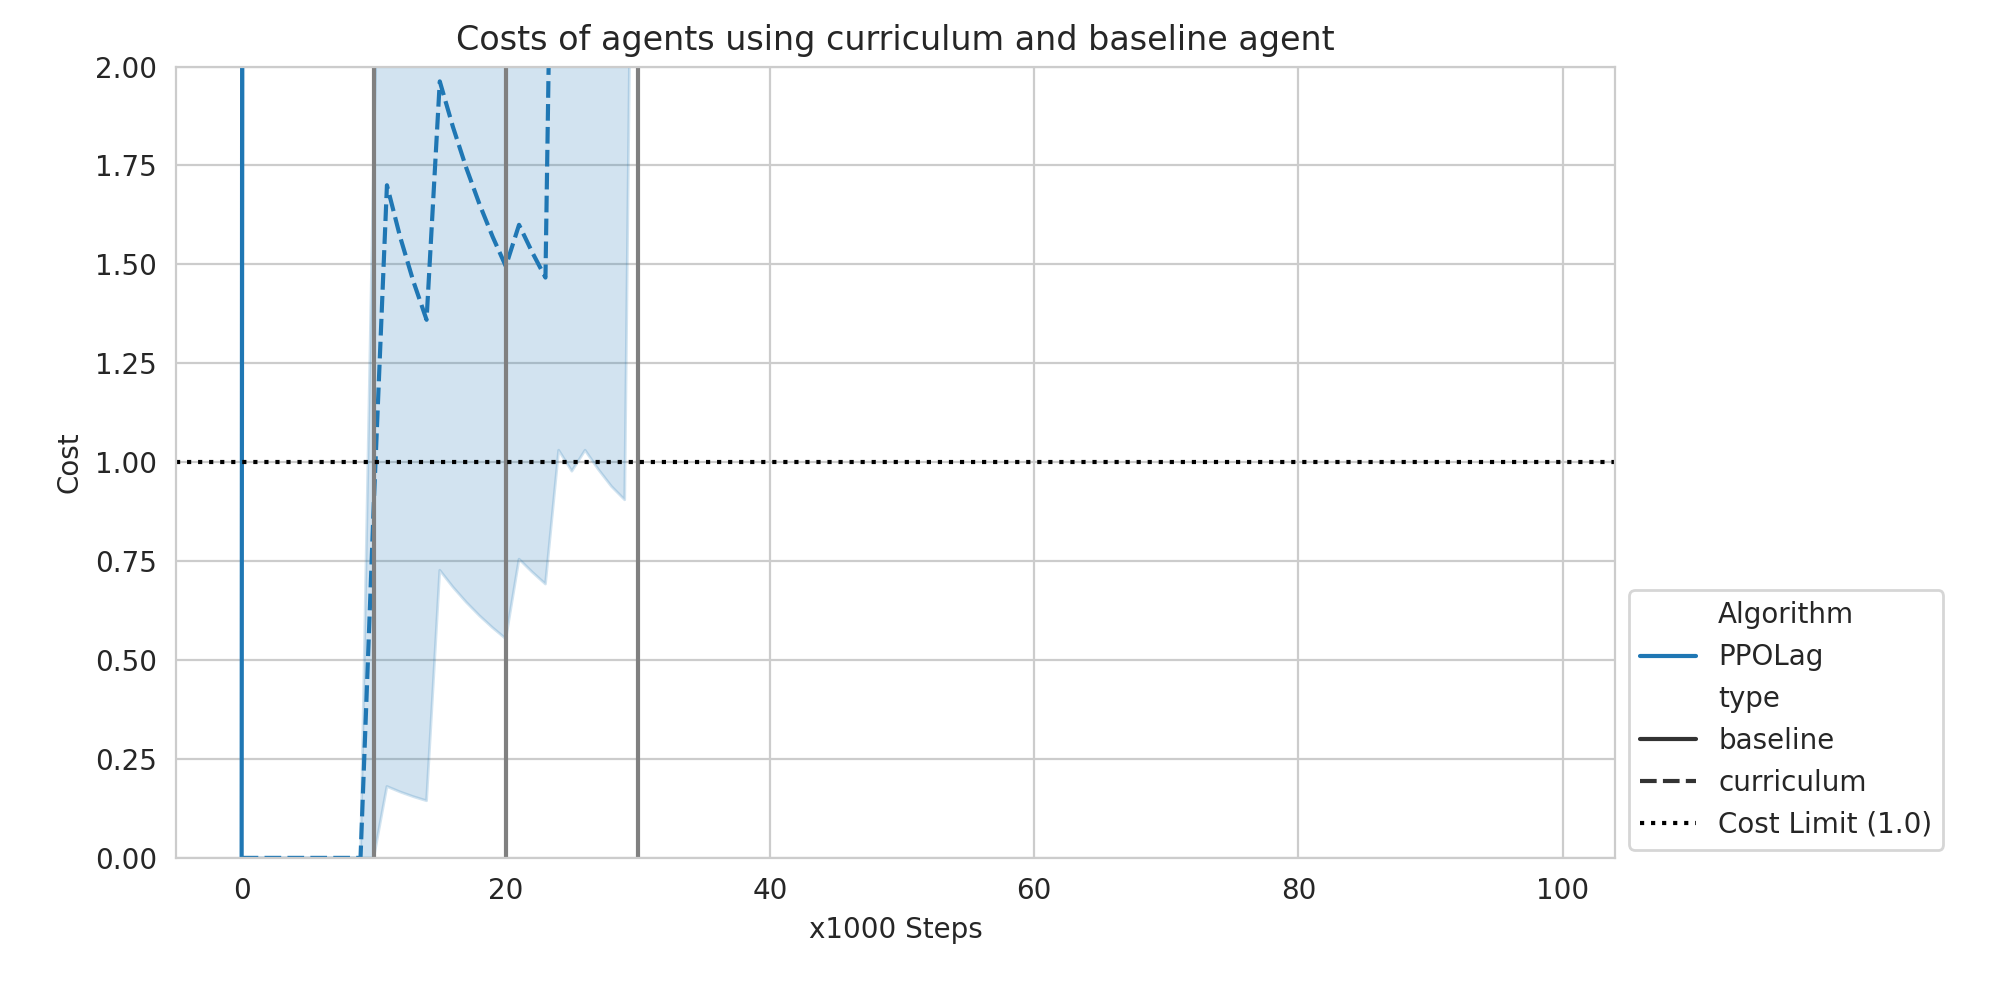 Costs of agents using curriculum and baseline agent
2.00
1.75
1.50
1.25
1.00
0.75
0.50
0.25
0.00
Cost
0
20
40
60
80
100
x1000 Steps
Algorithm
PPOLag
type
baseline
curriculum
Cost Limit (1.0)